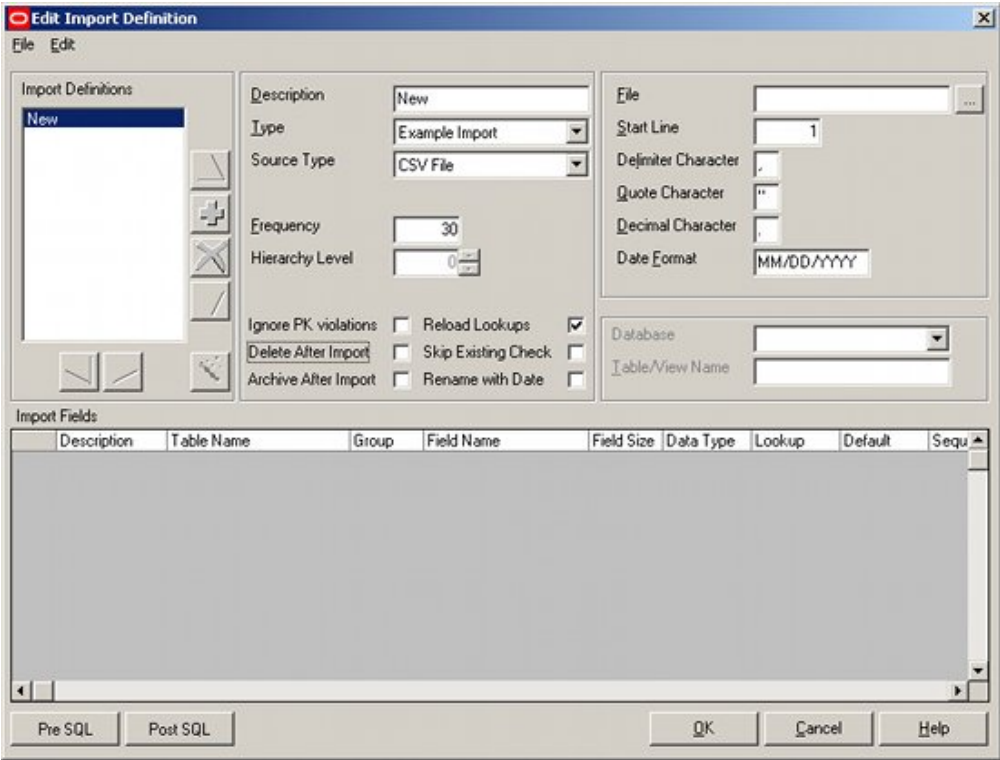 Edit Import Definition
File Edit
Import Definitions
New
Description New
Type Example Import
Source Type CSV File
Frequency 30
Hierarchy Level 0
Ignore PK violations Reload Lookups
Delete After Import Skip Existing Check
Archive After Import Rename with Date
File ...
Start Line 1
Delimiter Character ,
Quote Character "
Decimal Character .
Date Format MM/DD/YYYY
Database
Table/View Name
Import Fields
Description Table Name Group Field Name Field Size Data Type Lookup Default Sequ
Pre SQL Post SQL OK Cancel Help